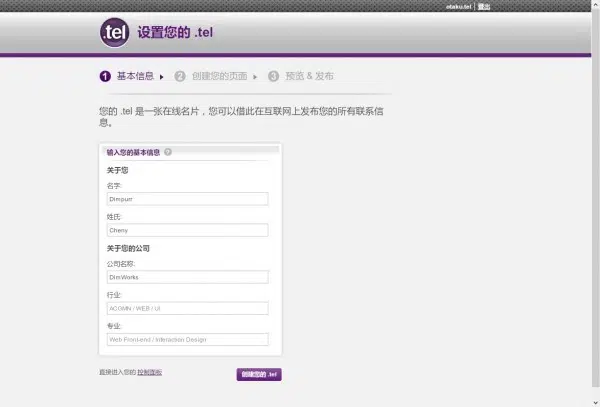 otaku.tel | 登出
.tel 设置您的 .tel
1 基本信息 2 创建您的页面 3 预览 & 发布
您的 .tel 是一张在线名片，您可以借此在互联网上发布您的所有联系信
息。
输入您的基本信息 ?
关于您
名字:
Dimpurr
姓氏:
Cheny
关于您的公司
公司名称:
DimWorks
行业:
ACGMN / WEB / UI
专业:
Web Front-end / Interaction Design
直接进入您的 控制面板
创建您的 .tel